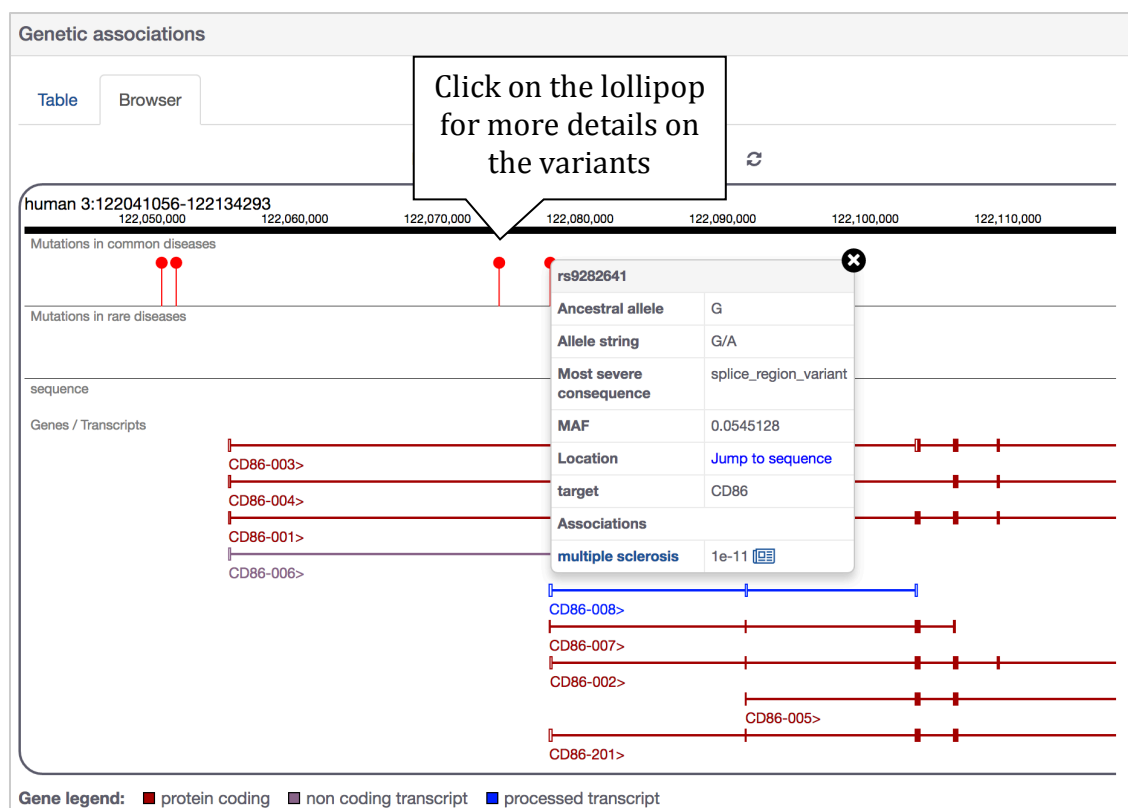 Genetic associations
Table Browser
Click on the lollipop
for more details on
the variants
human 3:122041056-122134293
122,050,000 122,060,000 122,070,000 122,080,000 122,090,000 122,100,000 122,110,000
Mutations in common diseases
rs9282641
Ancestral allele G
Mutations in rare diseases
Allele string G/A
Most severe
consequence splice_region_variant
sequence
MAF 0.0545128
Genes / Transcripts
Location Jump to sequence
CD86-003>
target CD86
CD86-004>
Associations
CD86-001>
multiple sclerosis 1e-11
CD86-006>
CD86-008>
CD86-007>
CD86-002>
CD86-005>
CD86-201>
Gene legend: protein coding non coding transcript processed transcript